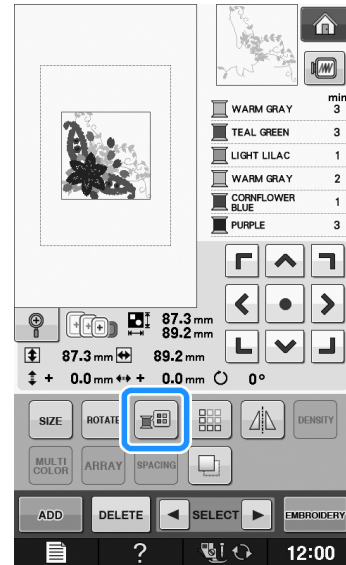 min
WARM GRAY 3
TEAL GREEN 3
LIGHT LILAC 1
WARM GRAY 2
CORNFLOWER
BLUE 1
PURPLE 3
87.3 mm
89.2 mm
87.3 mm 89.2 mm
+ 0.0 mm + 0.0 mm 0°
SIZE ROTATE DENSITY
MULTI
COLOR ARRAY SPACING
ADD DELETE SELECT EMBROIDERY
? 12:00